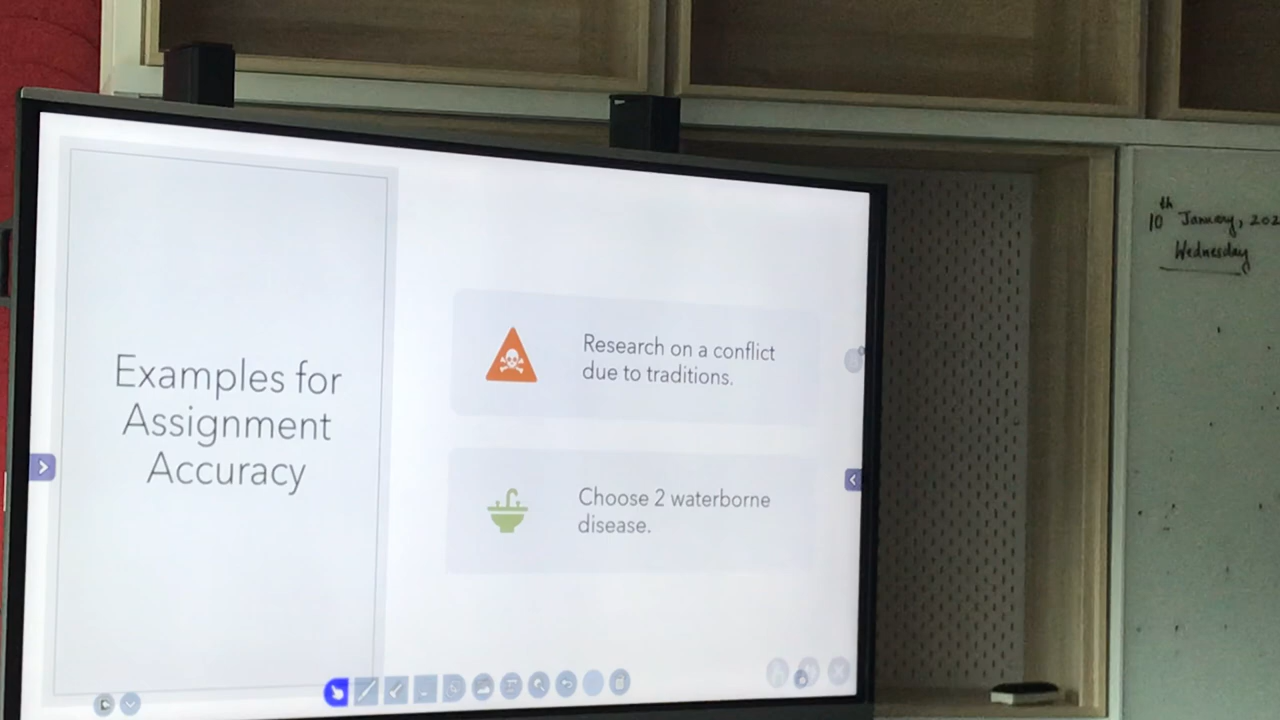 Examples for
Assignment
Accuracy
Research on a conflict
due to traditions.
Choose 2 waterborne
disease.
10th January, 202
Wednesday